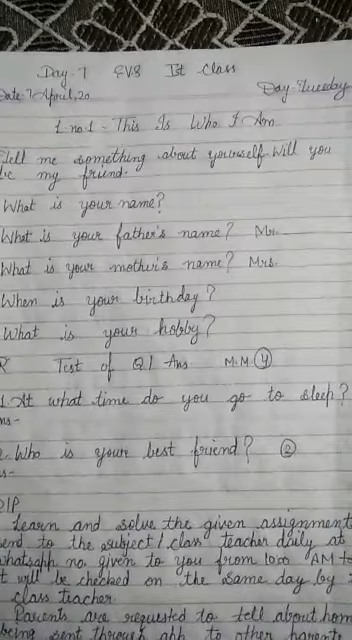 Day-7 EVS Ist Class
Date 7 April, 20 Day-Tuesday
L no.1- This Is Who I Am
Tell me something about yourself. Will you
be my friend.
What is your name?
What is your father's name? Mr.
What is your mother's name? Mrs.
When is your birthday?
What is your hobby?
Test of Q1 Ans M.M. (4)
1. At what time do you go to sleep?
Ans-
Who is your best friend? (2)
s-
DIP
Learn and solve the given assignment
send to the subject/class teacher daily at
whatsahh no. given to you from 10:00 AM to
it will be checked on the same day by
class teacher.
Parents are requested to tell about hom
being sent through ahh to other parents